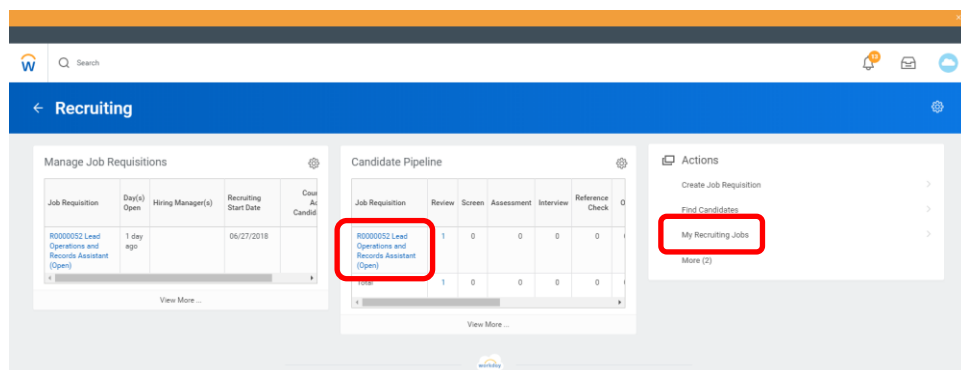 W
Search
13
Recruiting
Manage Job Requisitions
Job Requisition
Day(s)
Open
Hiring Manager(s)
Recruiting
Start Date
Candid
R0000052 Lead
Operations and
Records Assistant
(Open)
1 day
ago
06/27/2018
View More ...
Candidate Pipeline
Job Requisition
Review
Screen
Assessment
Interview
Reference
Check
R0000052 Lead
Operations and
Records Assistant
(Open)
1
0
0
0
0
Total
1
0
0
0
0
View More ...
Actions
Create Job Requisition
Find Candidates
My Recruiting Jobs
More (2)
workday